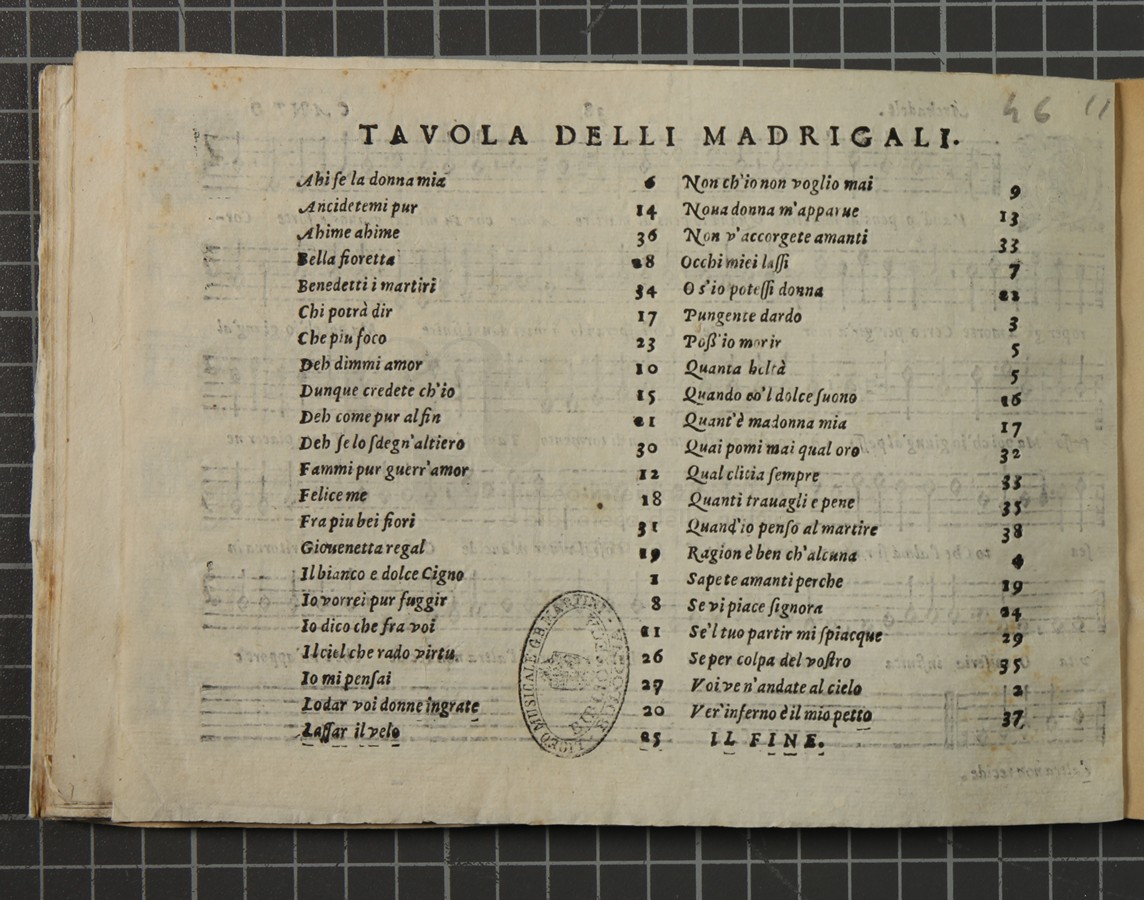 46 11
TAVOLA DELLI MADRIGALI.
Ahi se la donna mia 6
Ancidetemi pur 14
Ahime ahime 36
Bella fioretta 28
Benedetti i martiri 34
Chi potrà dir 17
Che piu foco 23
Deh dimmi amor 10
Dunque credete ch'io 15
Deh come pur al fin 21
Deh se lo sdegn'altiero 30
Fammi pur guerr'amor 12
Felice me 18
Fra piu bei fiori 31
Giouenetta regal 19
Il bianco e dolce Cigno 1
Io vorrei pur fuggir 8
Io dico che fra voi 11
Il ciel che rado virtu 26
Io mi pensai 27
Lodar voi donne ingrate 20
Lassar il velo 25
Non ch'io non voglio mai 9
Noua donna m'apparue 13
Non v'accorgete amanti 33
Occhi miei lassi 7
O s'io potessi donna 22
Pungente dardo 3
Poss'io morir 5
Quanta beltà 5
Quando co'l dolce suono 16
Quant'è madonna mia 17
Quai pomi mai qual oro 32
Qual clitia sempre 33
Quanti trauagli e pene 35
Quand'io penso al martire 38
Ragion è ben ch'alcuna 4
Sapete amanti perche 19
Se vi piace signora 24
Se'l tuo partir mi spiacque 29
Se per colpa del vostro 35
Voi ve n'andate al cielo 2
Ver'inferno è il mio petto 37
IL FINE.
LICEO MUSICALE G.B. MARTINI - BOLOGNA
BIBLIOTECA